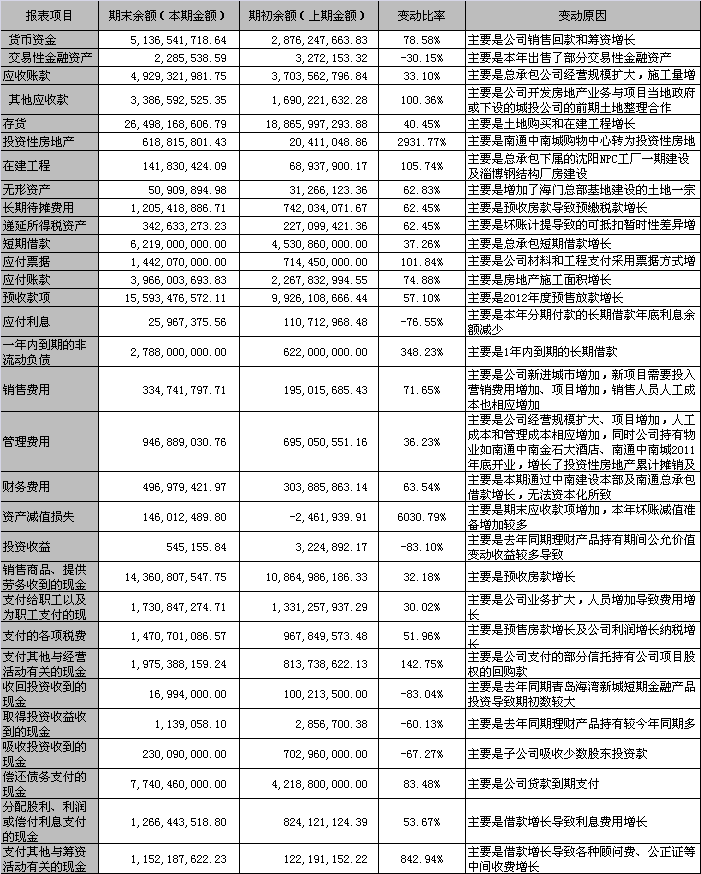 报表项目 期末余额(本期金额) 期初余额(上期金额) 变动比率 变动原因
货币资金 5,136,541,718.64 2,876,247,663.83 78.58% 主要是公司销售回款和筹资增长
交易性金融资产 2,285,538.59 3,272,153.32 -30.15% 主要是本年出售了部分交易性金融资产
应收账款 4,929,321,981.75 3,703,562,796.84 33.10% 主要是总承包公司经营规模扩大，施工量增
其他应收款 3,386,592,525.35 1,690,221,632.28 100.36% 主要是公司开发房地产业务与项目当地政府
或下设的城投公司的前期土地整理合作
存货 26,498,168,606.79 18,865,997,293.88 40.45% 主要是土地购买和在建工程增长
投资性房地产 618,815,801.43 20,411,048.86 2931.77% 主要是南通中南城购物中心转为投资性房地
在建工程 141,830,424.09 68,937,900.17 105.74% 主要是总承包下属的沈阳NPC工厂一期建设
及淄博钢结构厂房建设
无形资产 50,909,894.98 31,266,123.36 62.83% 主要是增加了海门总部基地建设的土地一宗
长期待摊费用 1,205,418,886.71 742,034,071.67 62.45% 主要是预收房款导致预缴税款增长
递延所得税资产 342,633,273.23 227,099,421.36 62.45% 主要是坏账计提导致的可抵扣暂时性差异增
短期借款 6,219,000,000.00 4,530,860,000.00 37.26% 主要是总承包短期借款增长
应付票据 1,442,070,000.00 714,450,000.00 101.84% 主要是公司材料和工程支付采用票据方式增
应付账款 3,966,003,693.83 2,267,832,994.55 74.88% 主要是房地产施工面积增长
预收款项 15,593,476,572.11 9,926,108,666.44 57.10% 主要是2012年度预售放款增长
应付利息 25,967,375.56 110,712,968.48 -76.55% 主要是本年分期付款的长期借款年底利息余
额减少
一年内到期的非
流动负债 2,788,000,000.00 622,000,000.00 348.23% 主要是1年内到期的长期借款
销售费用 334,741,797.71 195,015,685.43 71.65% 主要是公司新进城市增加，新项目需要投入
营销费用增加、项目增加，销售人员人工成
本也相应增加
管理费用 946,889,030.76 695,050,551.16 36.23% 主要是公司经营规模扩大、项目增加，人工
成本和管理成本相应增加，同时公司持有物
业如南通中南金石大酒店、南通中南城2011
年底开业，增长了投资性房地产累计摊销及
财务费用 496,979,421.97 303,885,863.14 63.54% 主要是本期通过中南建设本部及南通总承包
借款增长，无法资本化所致
资产减值损失 146,012,489.80 -2,461,939.91 6030.79% 主要是期末应收款项增加，本年坏账减值准
备增加较多
投资收益 545,155.84 3,224,892.17 -83.10% 主要是去年同期理财产品持有期间公允价值
变动收益较多导致
销售商品、提供
劳务收到的现金 14,360,807,547.75 10,864,986,186.33 32.18% 主要是预收房款增长
支付给职工以及
为职工支付的现 1,730,847,274.71 1,331,257,937.29 30.02% 主要是公司业务扩大，人员增加导致费用增
长
支付的各项税费 1,470,701,086.57 967,849,573.48 51.96% 主要是预售房款增长及公司利润增长纳税增
长
支付其他与经营
活动有关的现金 1,975,388,159.24 813,738,622.13 142.75% 主要是公司支付的部分信托持有公司项目股
权的回购款
收回投资收到的
现金 16,994,000.00 100,213,500.00 -83.04% 主要是去年同期青岛海湾新城短期金融产品
投资导致期初数较大
取得投资收益收
到的现金 1,139,058.10 2,856,700.38 -60.13% 主要是去年同期理财产品持有较今年同期多
吸收投资收到的
现金 230,090,000.00 702,960,000.00 -67.27% 主要是子公司吸收少数股东投资款
偿还债务支付的
现金 7,740,460,000.00 4,218,800,000.00 83.48% 主要是公司贷款到期支付
分配股利、利润
或偿付利息支付
的现金 1,266,443,518.80 824,121,124.39 53.67% 主要是借款增长导致利息费用增长
支付其他与筹资
活动有关的现金 1,152,187,622.23 122,191,152.22 842.94% 主要是借款增长导致各种顾问费、公正证等
中间收费增长